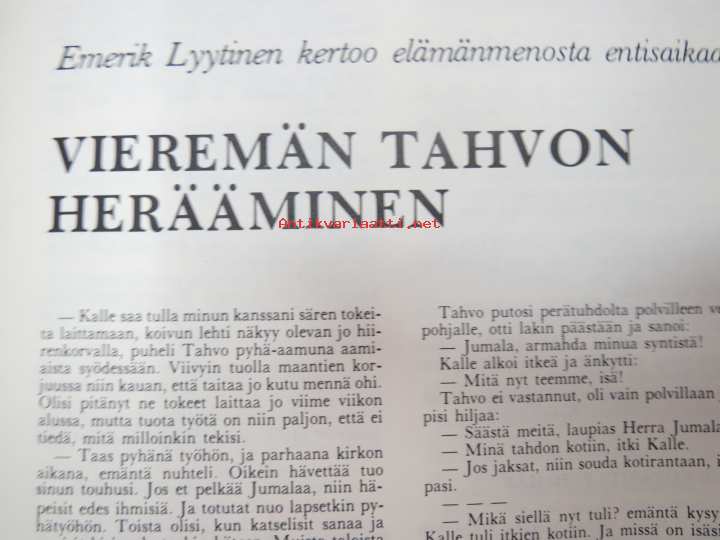 Emerik Lyytinen kertoo elämänmenosta entisaikaa
VIEREMÄN TAHVON
HERÄÄMINEN
Antikvariaatti.net
— Kalle saa tulla minun kanssani sären tokei-
ta laittamaan, koivun lehti näkyy olevan jo hii-
renkorvalla, puheli Tahvo pyhä-aamuna aami-
aista syödessään. Viivyin tuolla maantien kor-
juussa niin kauan, että taitaa jo kutu mennä ohi.
Olisi pitänyt ne tokeet laittaa jo viime viikon
alussa, mutta tuota työtä on niin paljon, että ei
tiedä, mitä milloinkin tekisi.
— Taas pyhänä työhön, ja parhaana kirkon
aikana, emäntä nuhteli. Oikein hävettää tuo
sinun touhusi. Jos et pelkää Jumalaa, niin hä-
peisit edes ihmisiä. Ja totutat nuo lapsetkin py-
hätyöhön. Toista olisi, kun katselisit sanaa ja
Tahvo putosi perätuhdolta polvilleen
pohjalle, otti lakin päästään ja sanoi:
— Jumala, armahda minua syntistä!
Kalle alkoi itkeä ja änkytti:
— Mitä nyt teemme, isä!
Tahvo ei vastannut, oli vain polvillaan
pisi hiljaa:
— Säästä meitä, laupias Herra Jumala
— Minä tahdon kotiin, itki Kalle.
— Jos jaksat, niin souda kotirantaan,
pasi.
— — —
— Mikä siellä nyt tuli? emäntä kysy
Kalle tuli itkien kotiin. Ja missä on isäsi